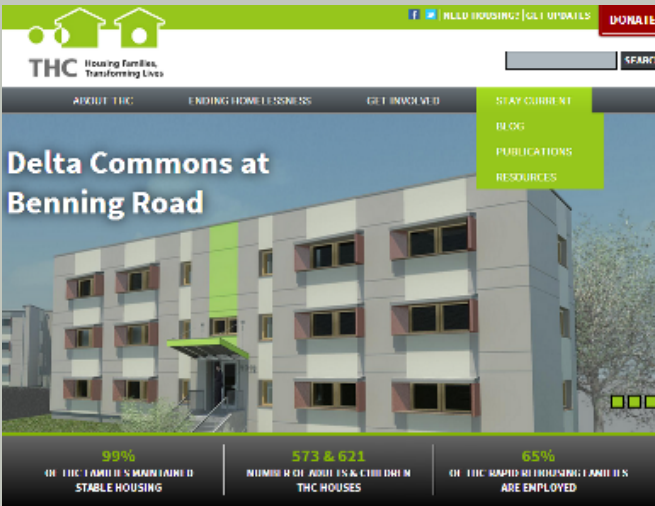 NEED HOUSING? | GET UPDATES
DONATE
THC Housing Families,
Transforming Lives
SEARC
ABOUT THC ENDING HOMELESSNESS GET INVOLVED STAY CURRENT
BLOG
PUBLICATIONS
RESOURCES
Delta Commons at
Benning Road
99%
OF THC FAMILIES MAINTAINED
STABLE HOUSING
573 & 621
NUMBER OF ADULTS & CHILDREN
THC HOUSES
65%
OF THC RAPID REHOUSING FAMILIES
ARE EMPLOYED